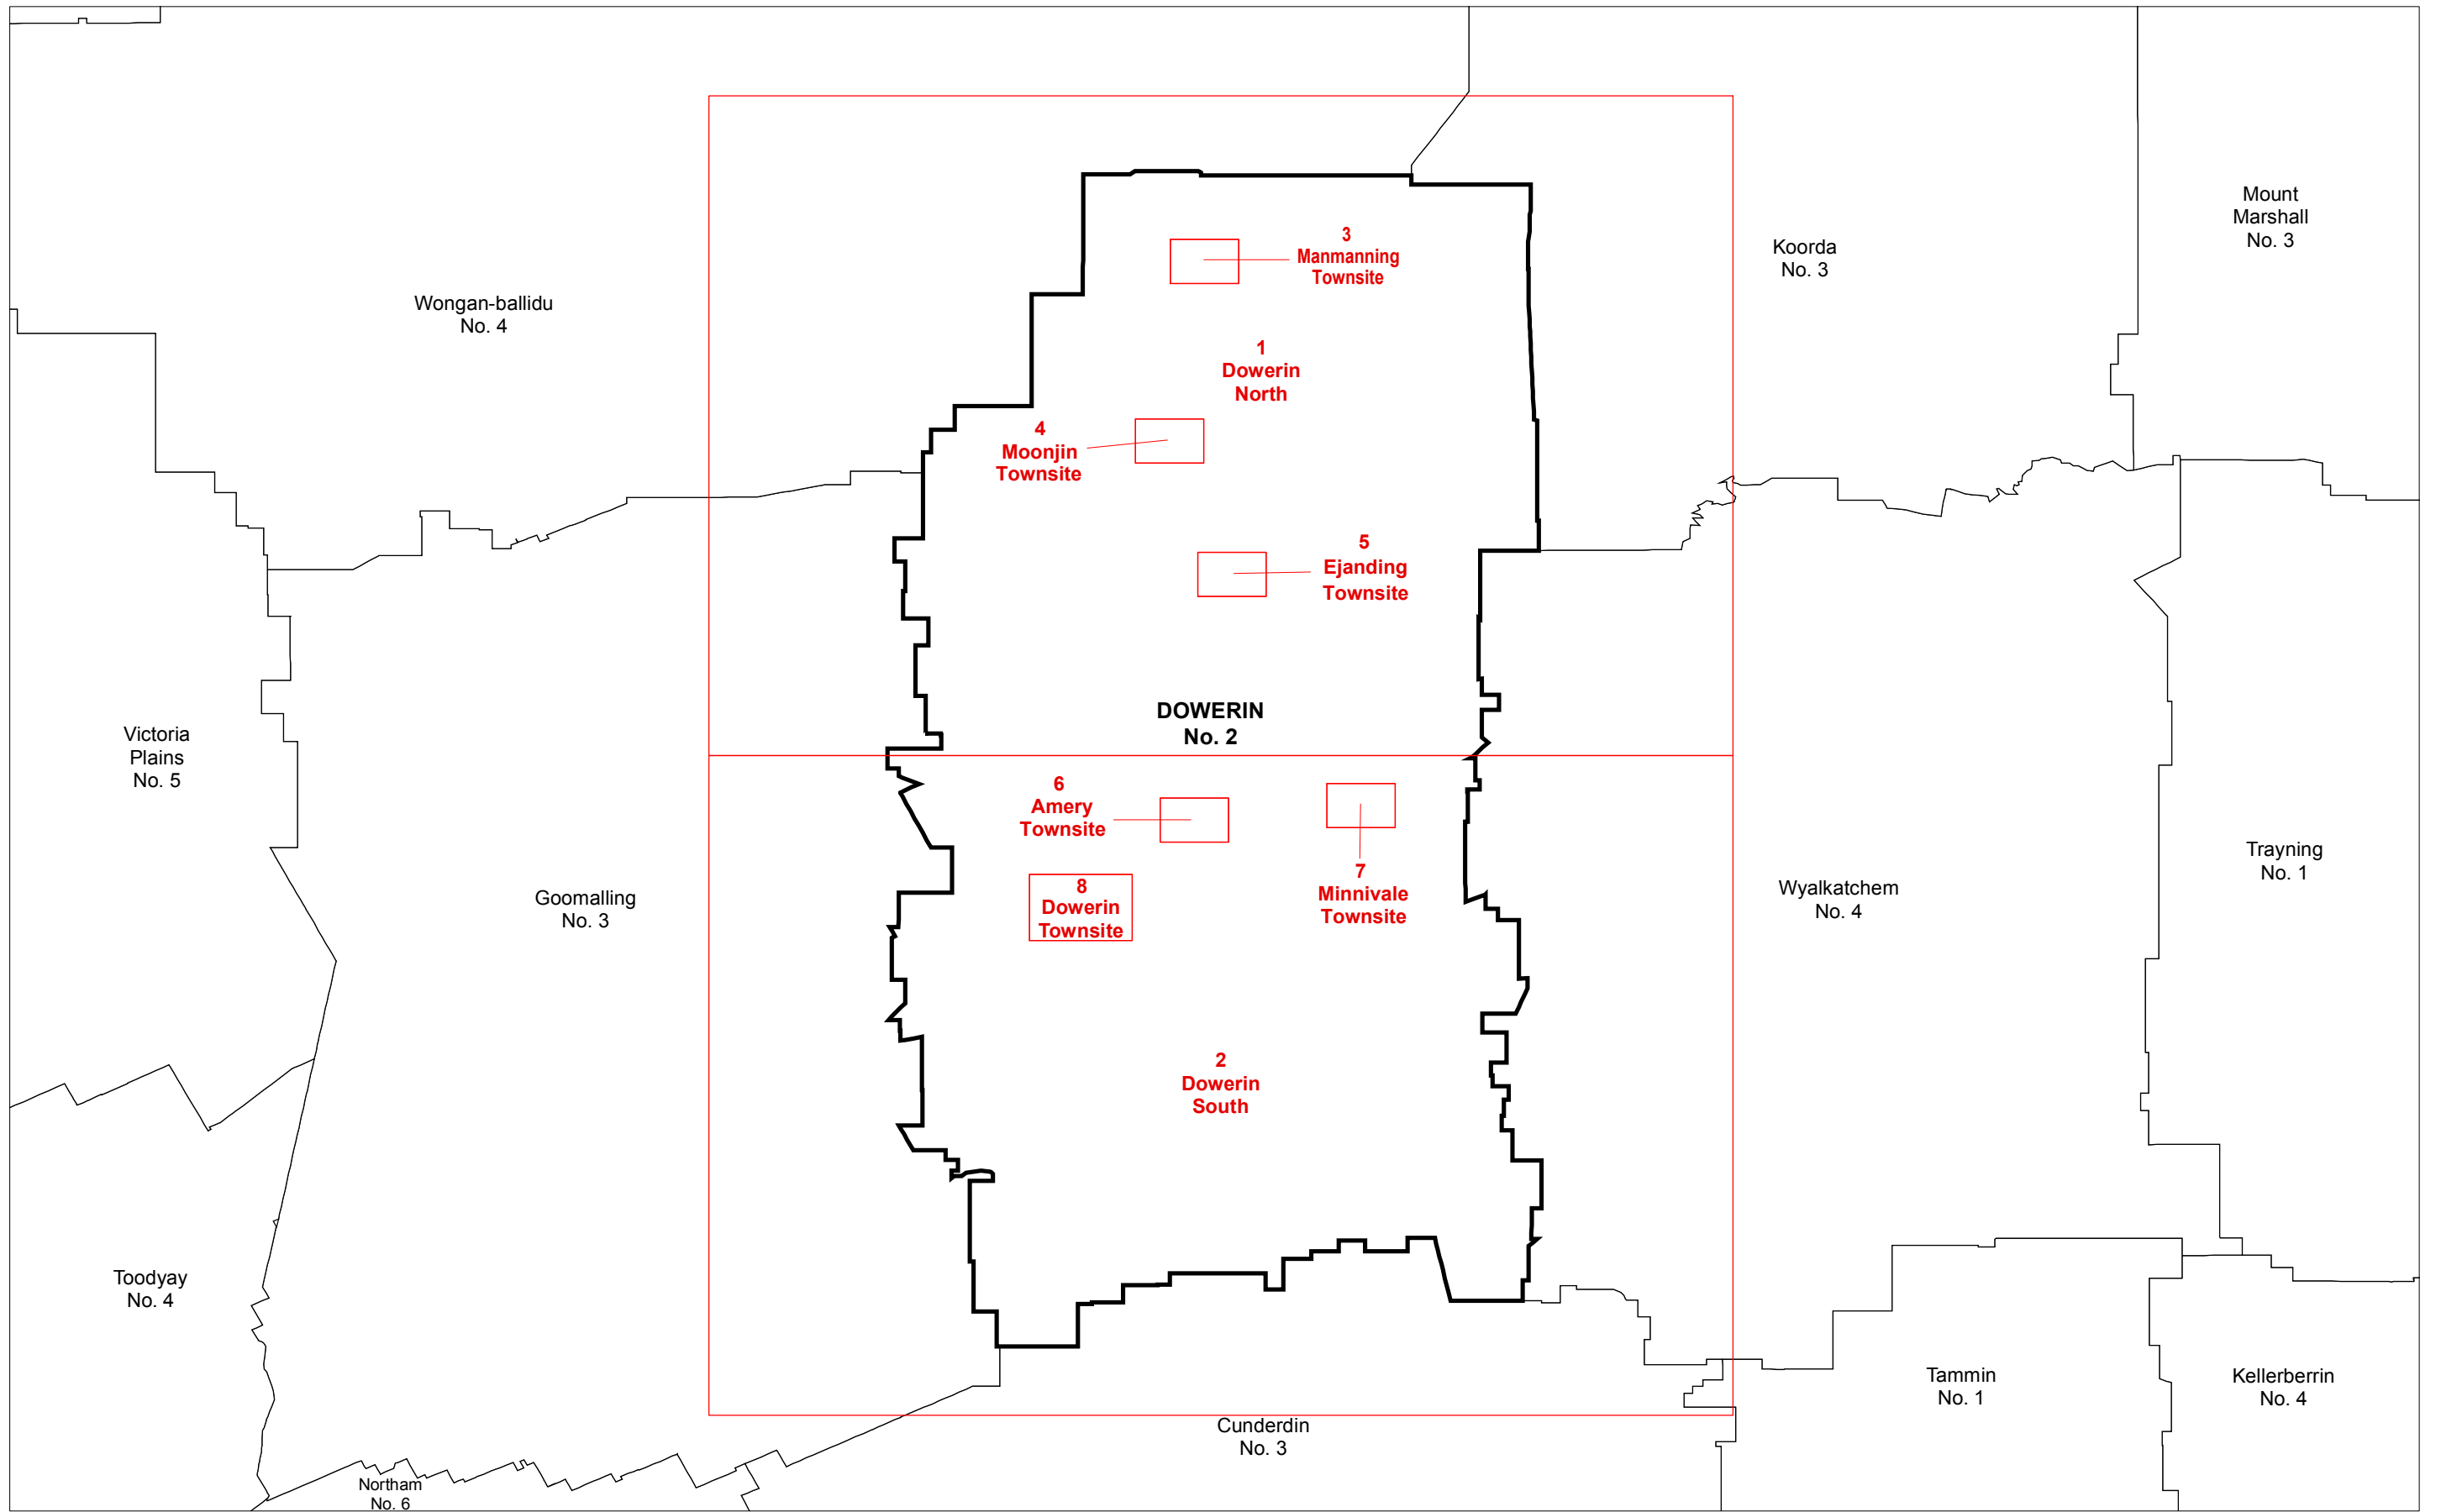 Mount
Marshall
No. 3
3
Manmanning
Townsite
Koorda
No. 3
Wongan-ballidu
No. 4
1
Dowerin
North
4
Moonjin
Townsite
5
Ejanding
Townsite
DOWERIN
No. 2
Victoria
Plains
No. 5
6
Amery
Townsite
7
Minnivale
Townsite
8
Dowerin
Townsite
Goomalling
No. 3
Wyalkatchem
No. 4
Trayning
No. 1
2
Dowerin
South
Toodyay
No. 4
Tammin
No. 1
Kellerberrin
No. 4
Cunderdin
No. 3
Northam
No. 6